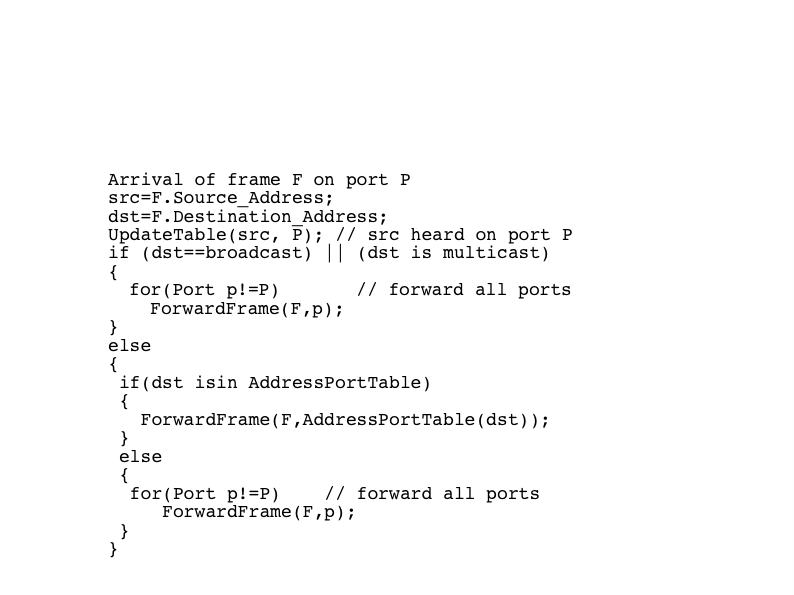 Arrival of frame F on port P
src=F.Source_Address;
dst=F.Destination_Address;
UpdateTable(src, P); // src heard on port P
if (dst==broadcast) || (dst is multicast)
{
for(Port p!=P) // forward all ports
ForwardFrame(F,p);
}
else
{
if(dst isin AddressPortTable)
{
ForwardFrame(F,AddressPortTable(dst));
}
else
{
for(Port p!=P) // forward all ports
ForwardFrame(F,p);
}
}